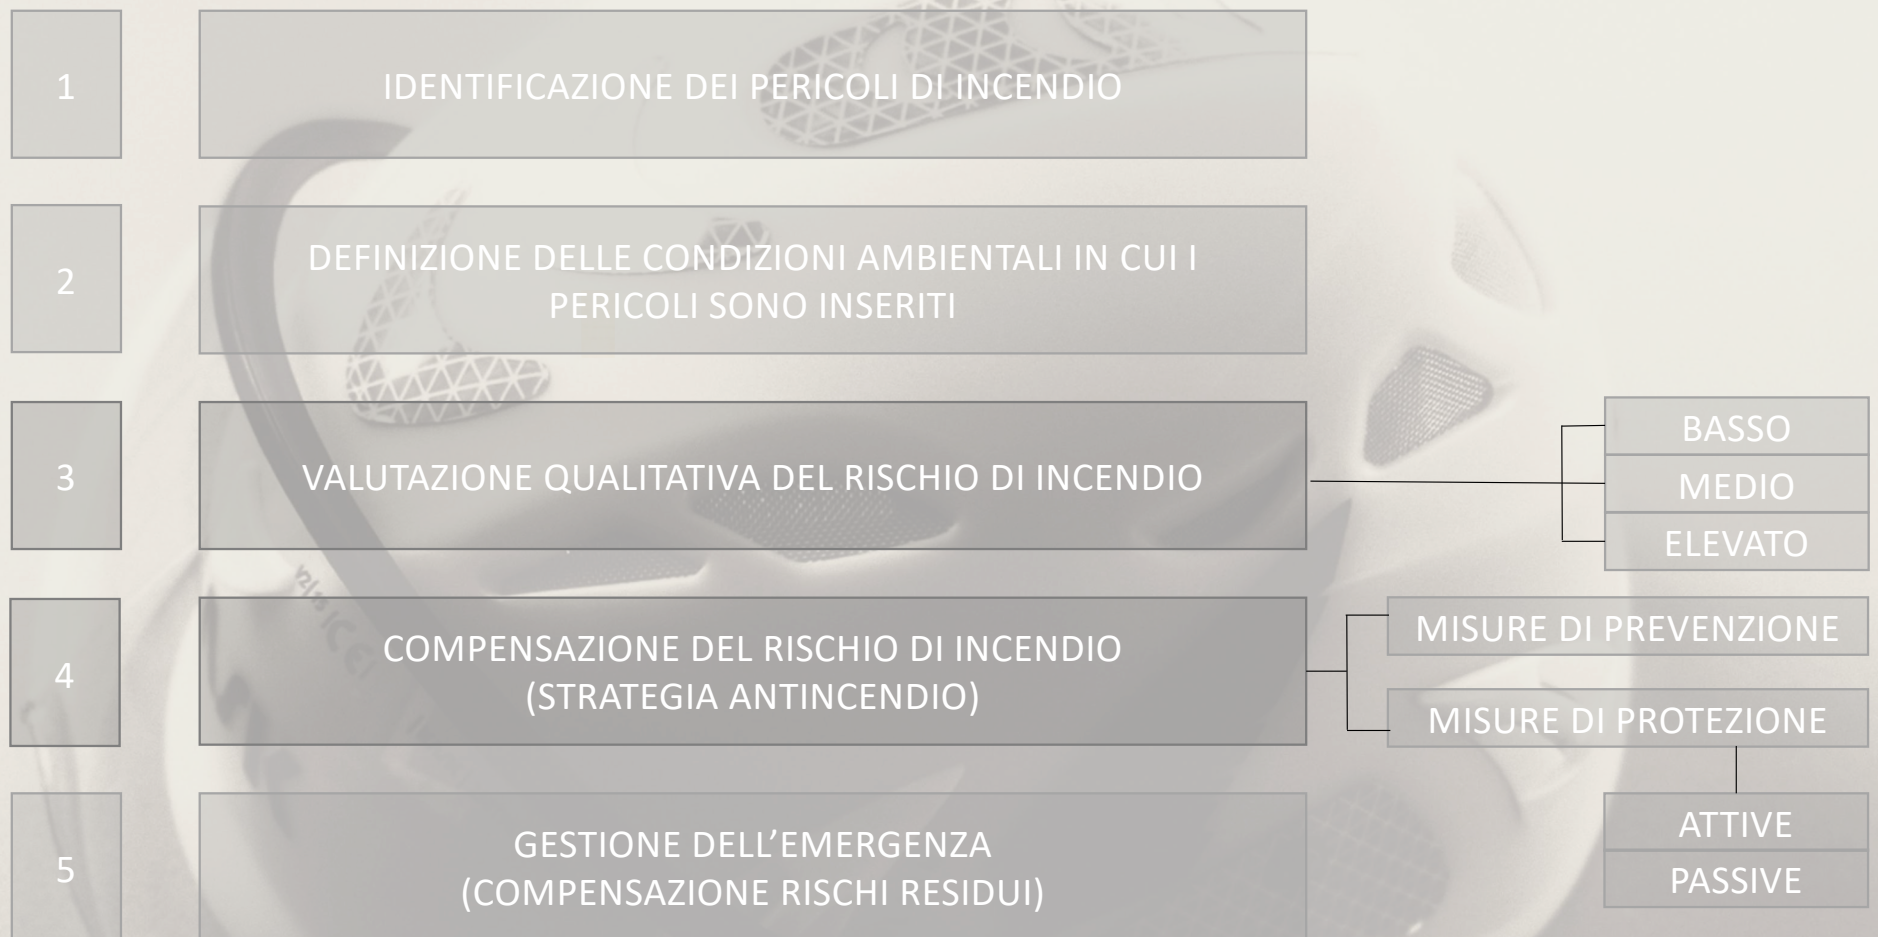 1
IDENTIFICAZIONE DEI PERICOLI DI INCENDIO
2
DEFINIZIONE DELLE CONDIZIONI AMBIENTALI IN CUI I
PERICOLI SONO INSERITI
3
VALUTAZIONE QUALITATIVA DEL RISCHIO DI INCENDIO
BASSO
MEDIO
ELEVATO
4
COMPENSAZIONE DEL RISCHIO DI INCENDIO
(STRATEGIA ANTINCENDIO)
MISURE DI PREVENZIONE
MISURE DI PROTEZIONE
ATTIVE
PASSIVE
5
GESTIONE DELL’EMERGENZA
(COMPENSAZIONE RISCHI RESIDUI)